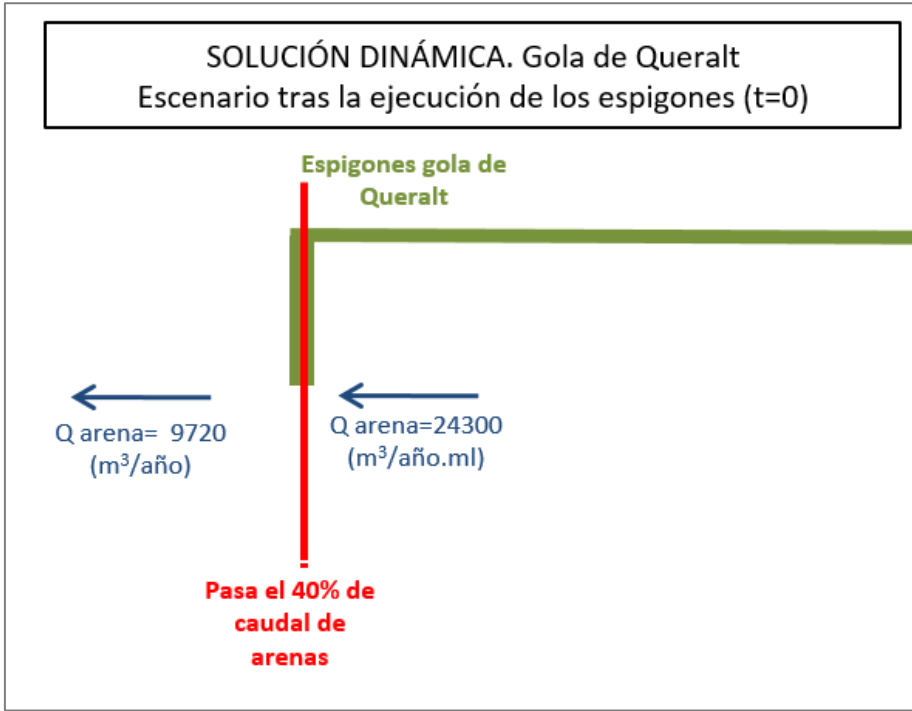 SOLUCIÓN DINÁMICA. Gola de Queralt
Escenario tras la ejecución de los espigones (t=0)
Espigones gola de
Queralt
Q arena= 9720
(m³/año)
Q arena=24300
(m³/año.ml)
Pasa el 40% de
caudal de
arenas